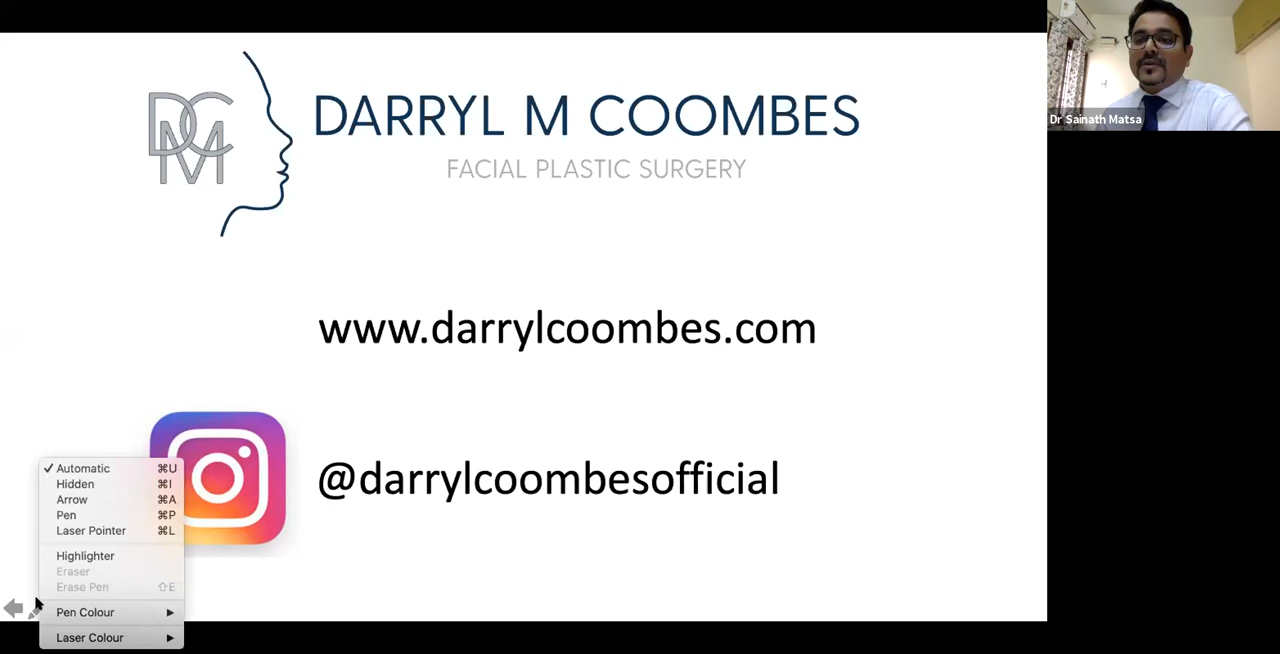 DCM
DARRYL M COOMBES
FACIAL PLASTIC SURGERY
Dr Sainath Matsa
www.darrylcoombes.com
@darrylcoombesofficial
✓ Automatic ⌘U
Hidden ⌘I
Arrow ⌘A
Pen ⌘P
Laser Pointer ⌘L
Highlighter
Eraser
Erase Pen ⇧E
Pen Colour ▶
Laser Colour ▶